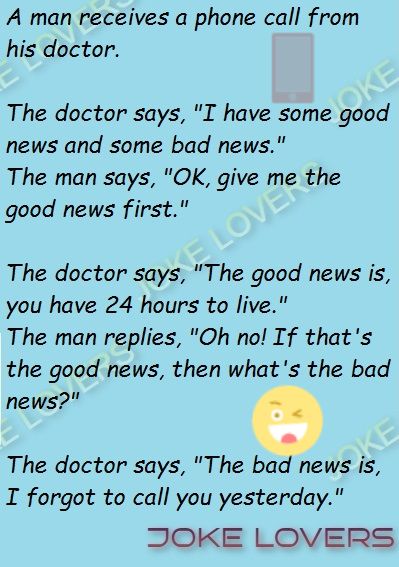 A man receives a phone call from
his doctor.
The doctor says, "I have some good
news and some bad news."
The man says, "OK, give me the
good news first."
The doctor says, "The good news is,
you have 24 hours to live."
The man replies, "Oh no! If that's
the good news, then what's the bad
news?"
The doctor says, "The bad news is,
I forgot to call you yesterday."
JOKE LOVERS
JOKE LOVERS